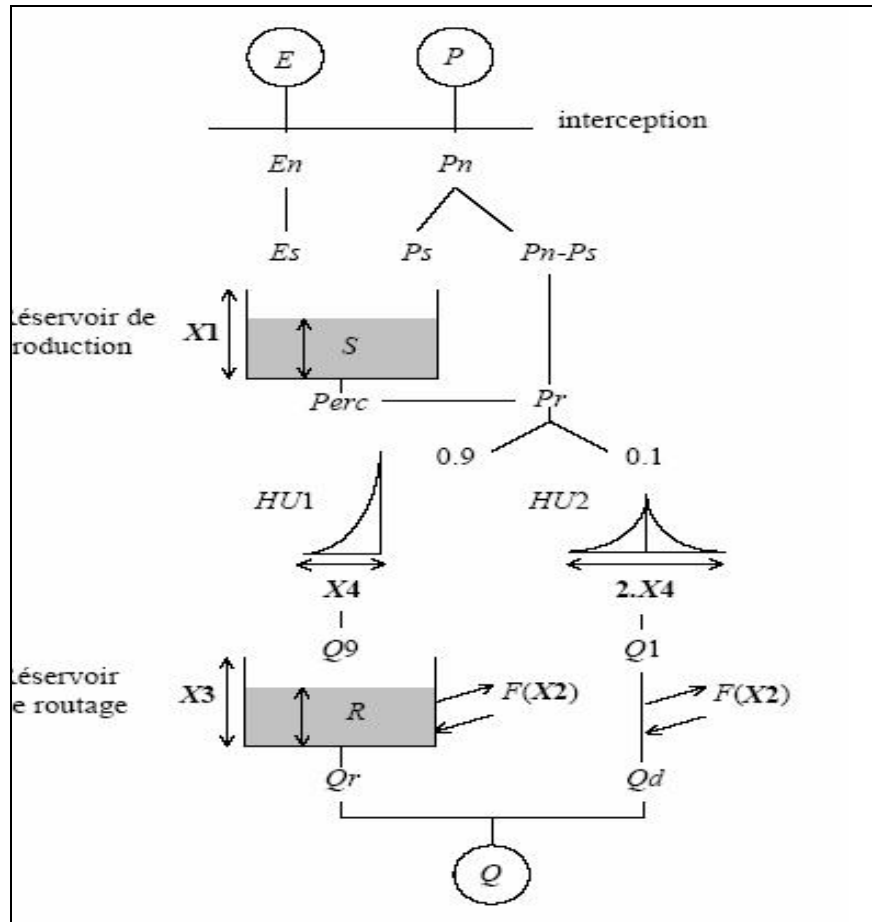 E P
interception
En Pn
Es Ps Pn-Ps
X1 S
Perc Pr
0.9 0.1
HU1 HU2
X4 2.X4
Q9 Q1
X3 R F(X2) F(X2)
Qr Qd
Q
éservoir de
roduction
éservoir
e routage